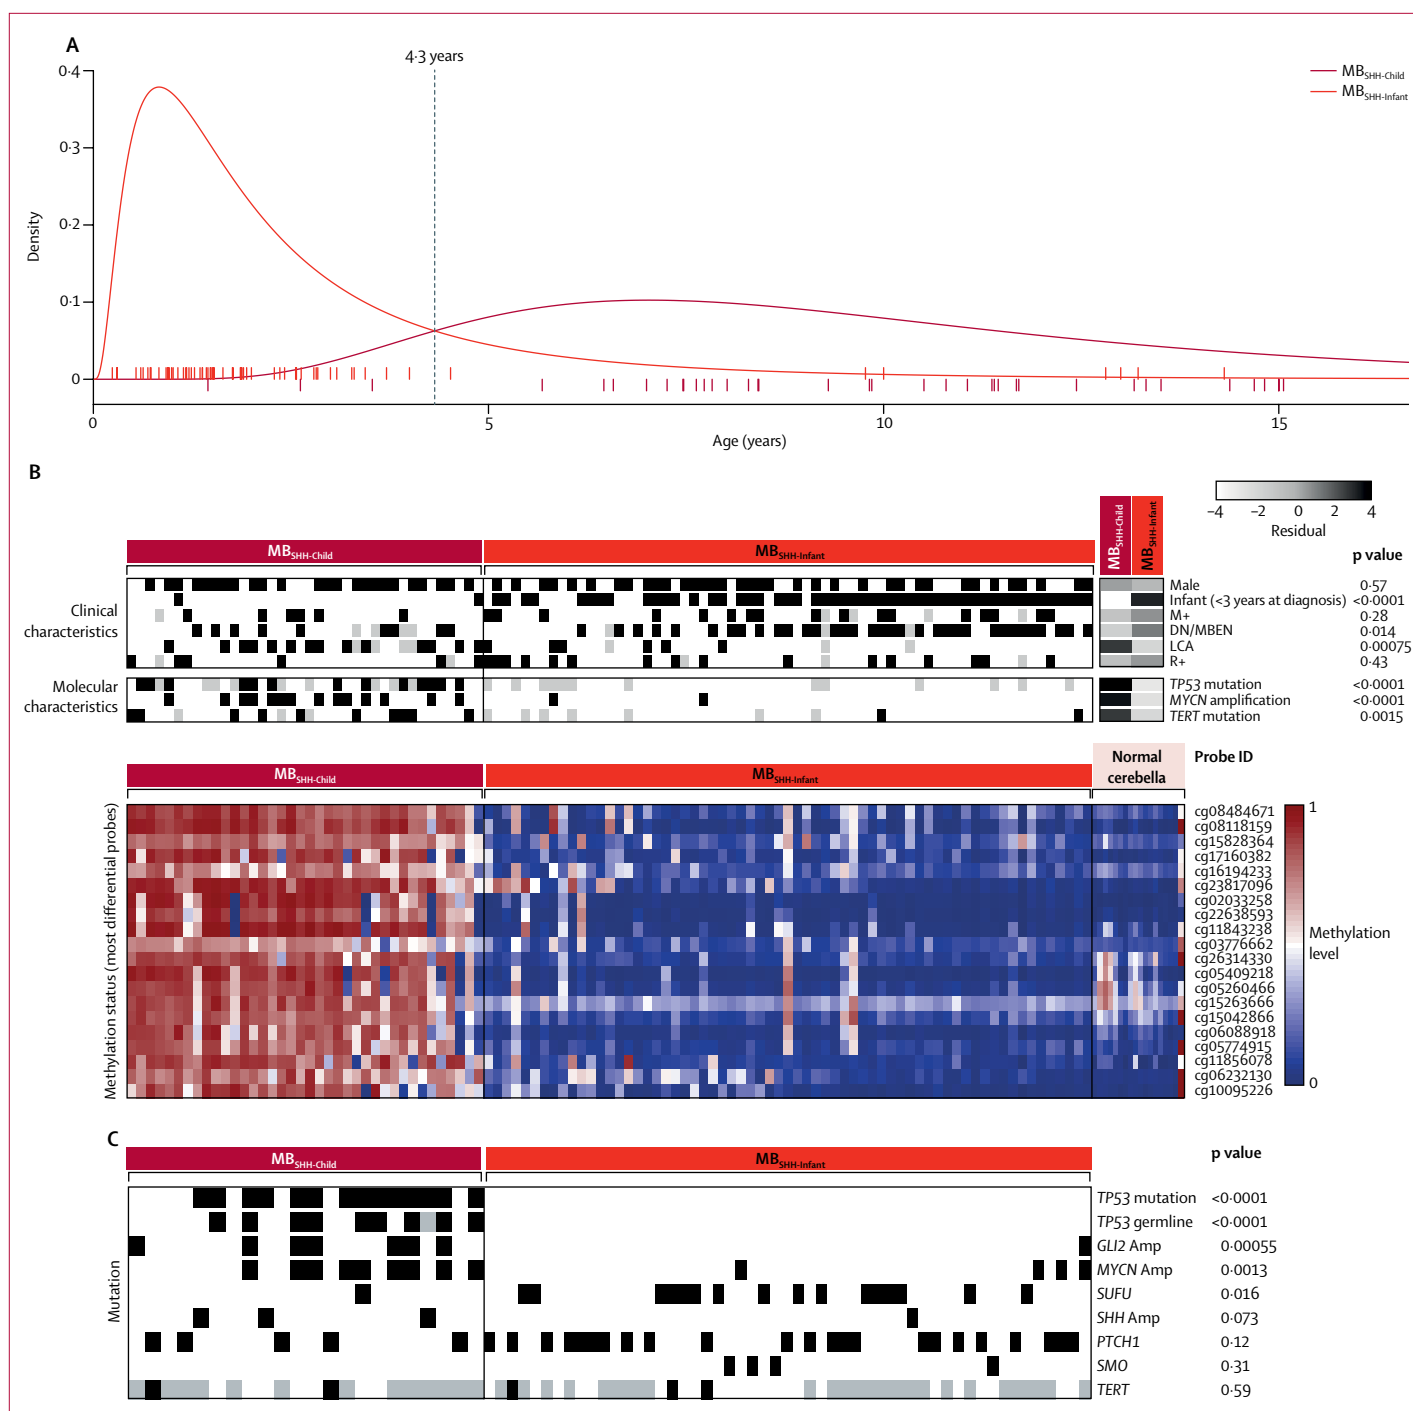 A
4·3 years
0·4
0·3
0·2
0·1
0
Density
0
5
10
15
Age (years)
MBSHH-Child
MBSHH-Infant
B
–4
–2
0
2
4
Residual
MBSHH-Child
MBSHH-Infant
MBSHH-Child
MBSHH-Infant
p value
Clinical
characteristics
Male 0·57
Infant (<3 years at diagnosis) <0·0001
M+ 0·28
DN/MBEN 0·014
LCA 0·00075
R+ 0·43
Molecular
characteristics
TP53 mutation <0·0001
MYCN amplification <0·0001
TERT mutation 0·0015
MBSHH-Child
MBSHH-Infant
Normal
cerebella
Probe ID
Methylation status (most differential probes)
cg08484671
cg08118159
cg15828364
cg17160382
cg16194233
cg23817096
cg02033258
cg22638593
cg11843238
cg03776662
cg26314330
cg05409218
cg05260466
cg15263666
cg15042866
cg06088918
cg05774915
cg11856078
cg06232130
cg10095226
1
Methylation
level
0
C
MBSHH-Child
MBSHH-Infant
p value
Mutation
TP53 mutation <0·0001
TP53 germline <0·0001
GLI2 Amp 0·00055
MYCN Amp 0·0013
SUFU 0·016
SHH Amp 0·073
PTCH1 0·12
SMO 0·31
TERT 0·59